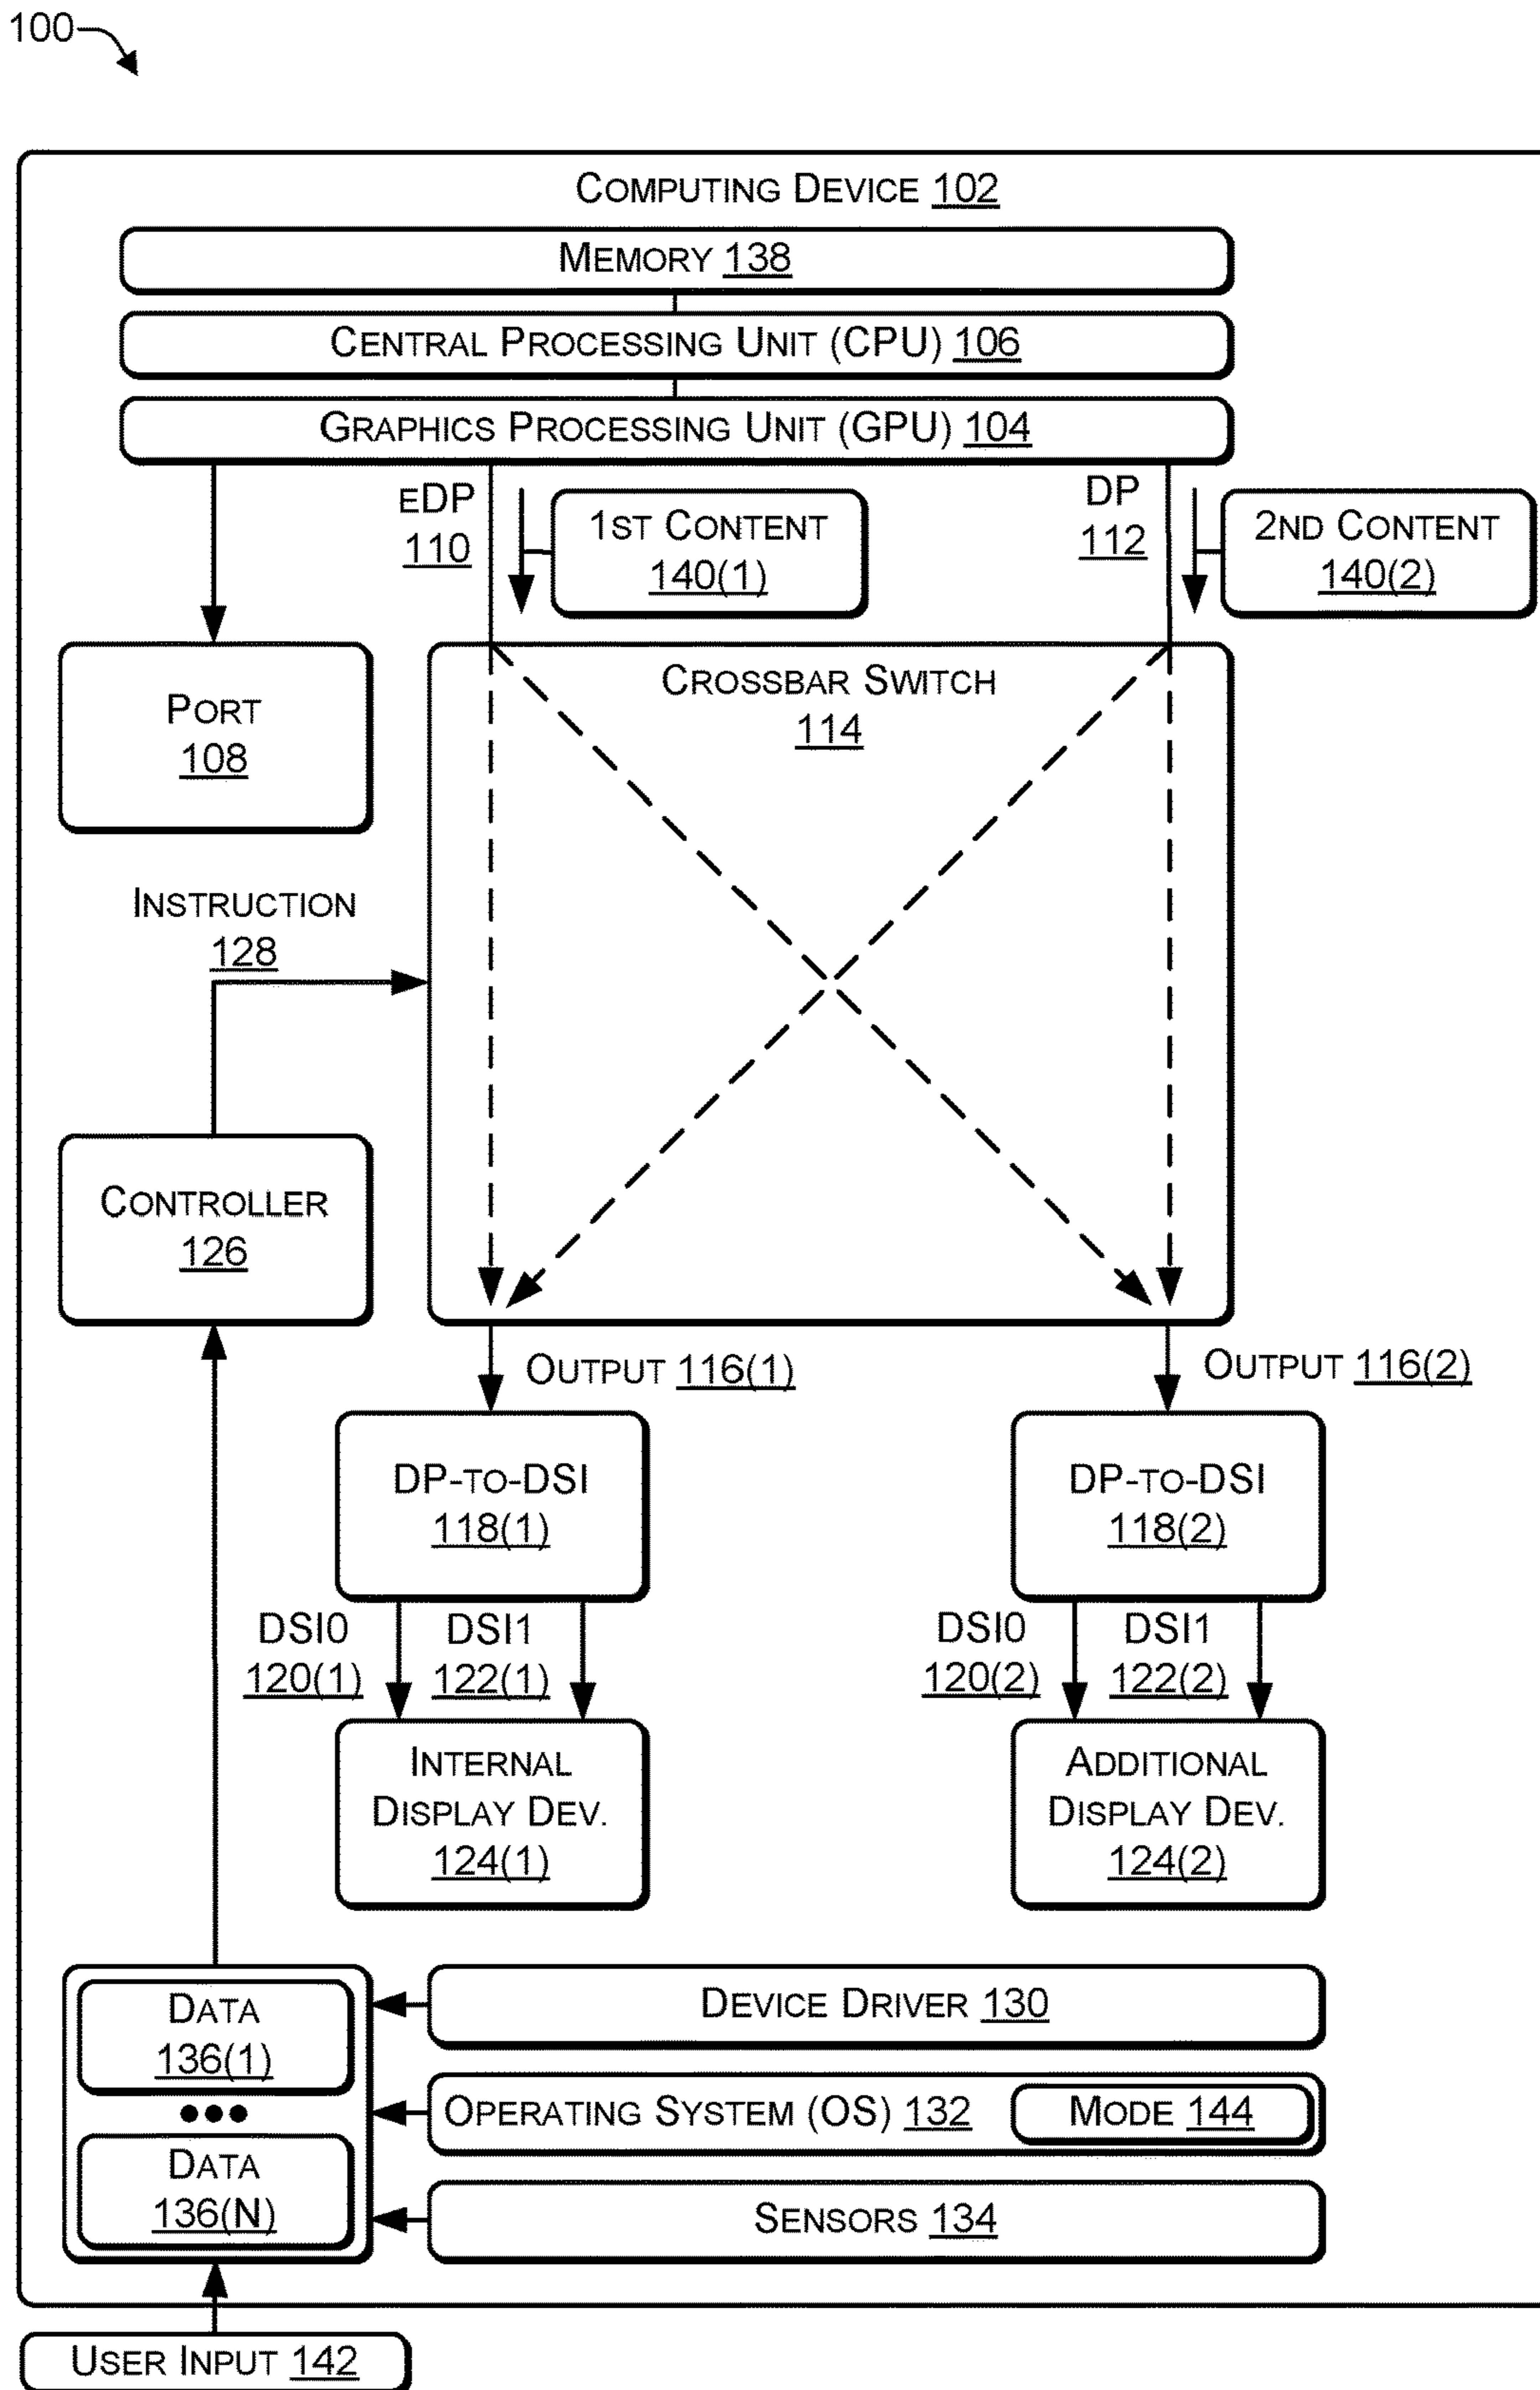 100
COMPUTING DEVICE 102
MEMORY 138
CENTRAL PROCESSING UNIT (CPU) 106
GRAPHICS PROCESSING UNIT (GPU) 104
EDP
110
1ST CONTENT
140(1)
DP
112
2ND CONTENT
140(2)
PORT
108
CROSSBAR SWITCH
114
INSTRUCTION
128
CONTROLLER
126
OUTPUT 116(1)
OUTPUT 116(2)
DP-TO-DSI
118(1)
DP-TO-DSI
118(2)
DSI0
120(1)
DSI1
122(1)
DSI0
120(2)
DSI1
122(2)
INTERNAL
DISPLAY DEV.
124(1)
ADDITIONAL
DISPLAY DEV.
124(2)
DATA
136(1)
DEVICE DRIVER 130
OPERATING SYSTEM (OS) 132
MODE 144
DATA
136(N)
SENSORS 134
USER INPUT 142